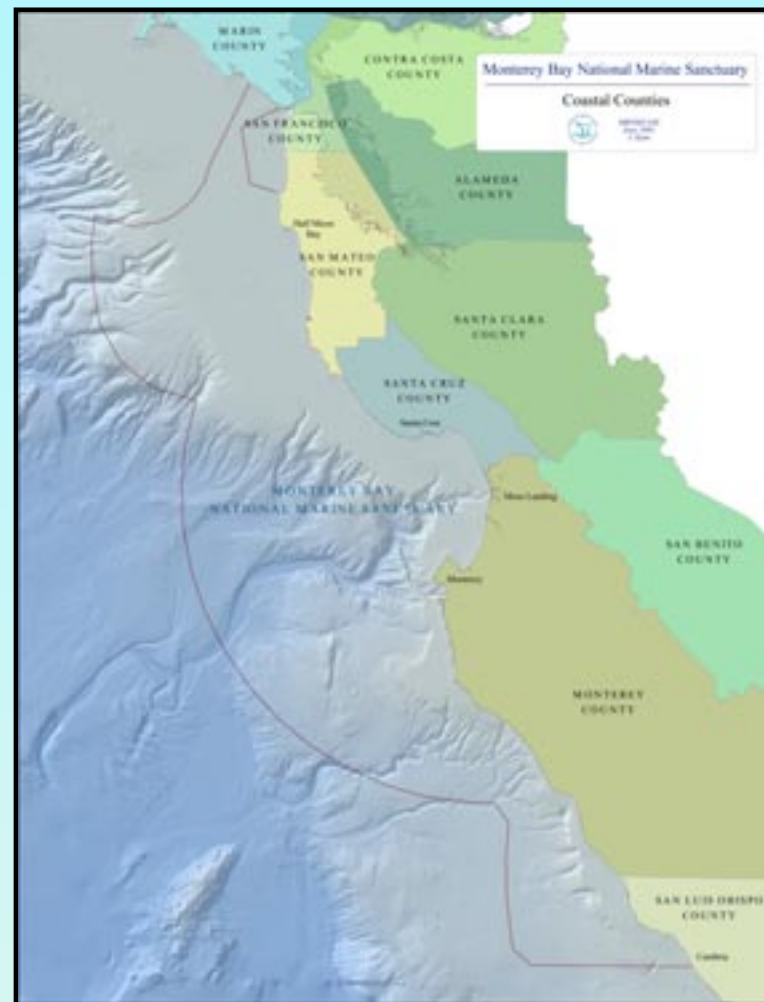 MARIN
COUNTY
CONTRA COSTA
COUNTY
Monterey Bay National Marine Sanctuary
Coastal Counties
SAN FRANCISCO
COUNTY
ALAMEDA
COUNTY
Half Moon
Bay
SAN MATEO
COUNTY
SANTA CLARA
COUNTY
SANTA CRUZ
COUNTY
Santa Cruz
MONTEREY BAY
NATIONAL MARINE SANCTUARY
Moss Landing
SAN BENITO
COUNTY
Monterey
MONTEREY
COUNTY
SAN LUIS OBISPO
COUNTY
Cambria